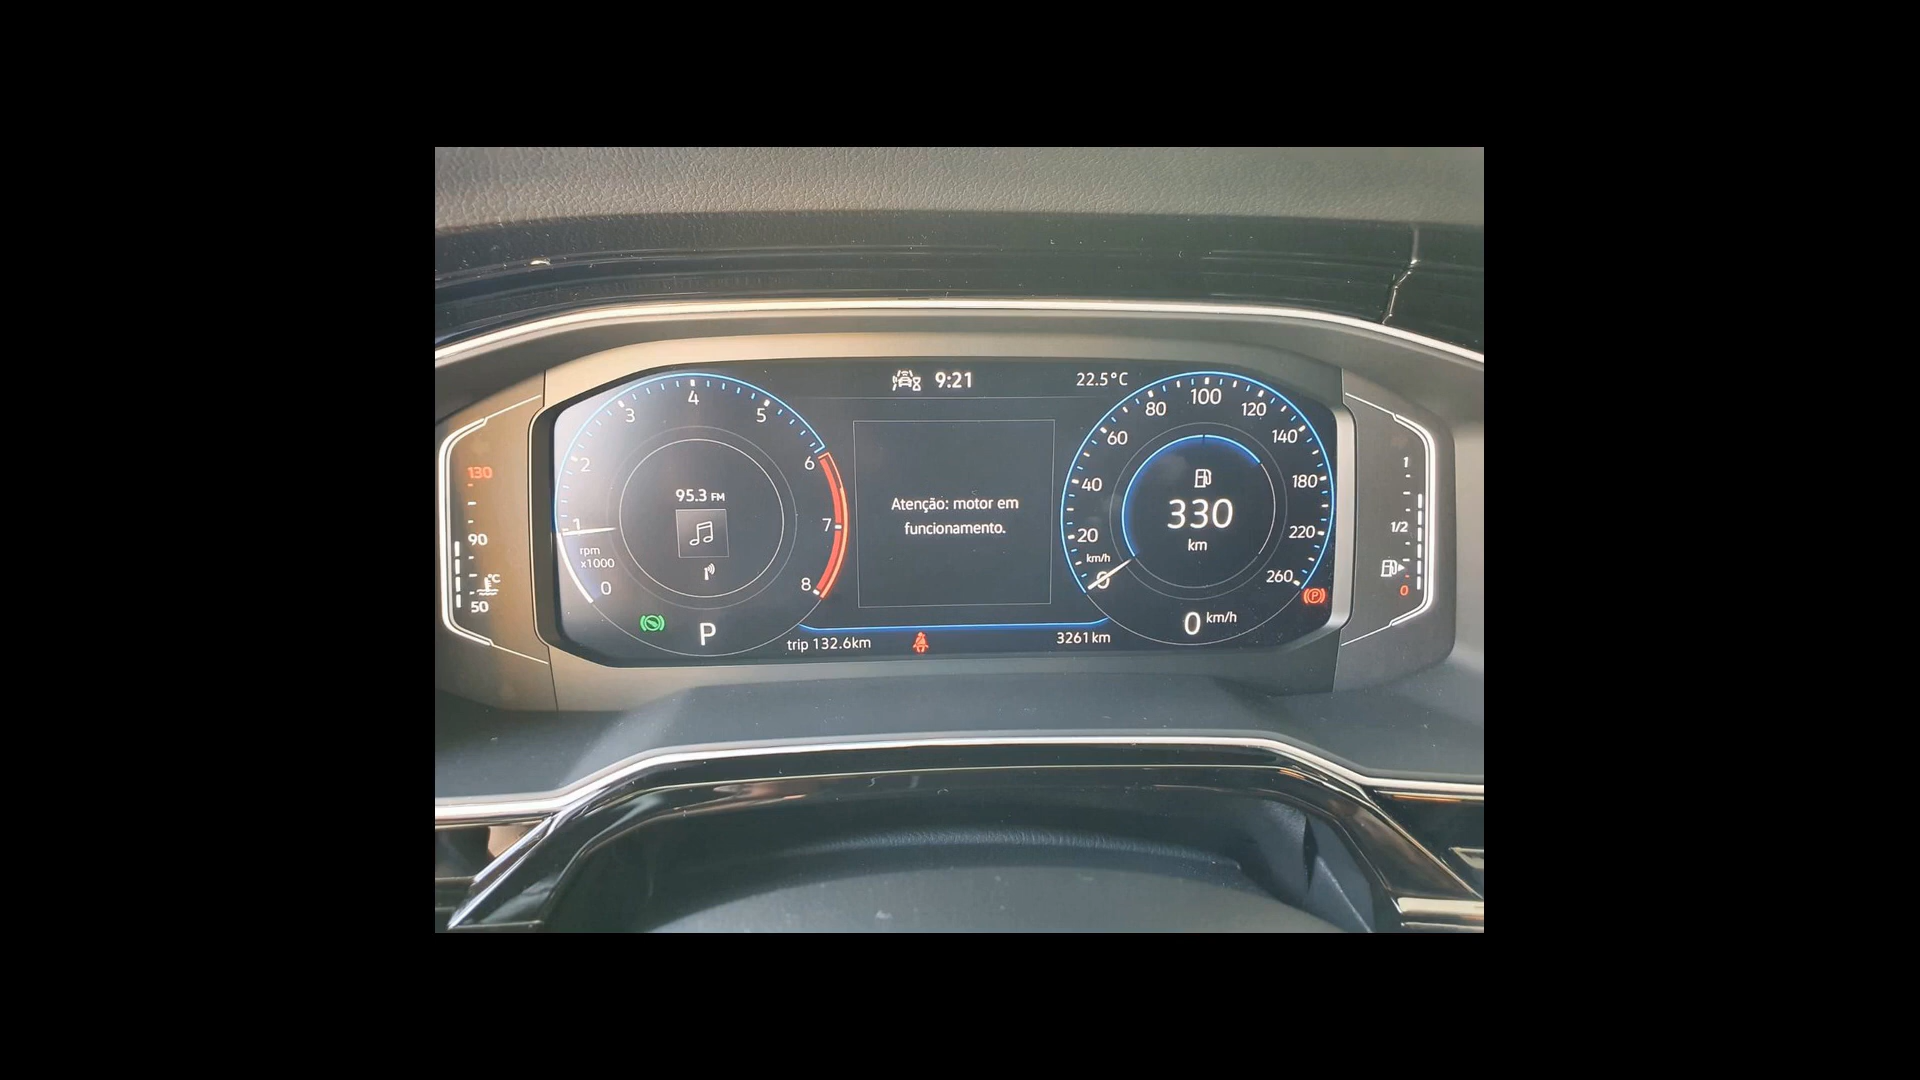 9:21
22.5°C
130
90
°C
50
0
1
2
3
4
5
6
7
8
rpm
x1000
95.3 FM
P
Atenção: motor em
funcionamento.
trip 132.6km
3261km
0
20
40
60
80
100
120
140
180
220
260
km/h
330
km
0 km/h
P
1
1/2
0